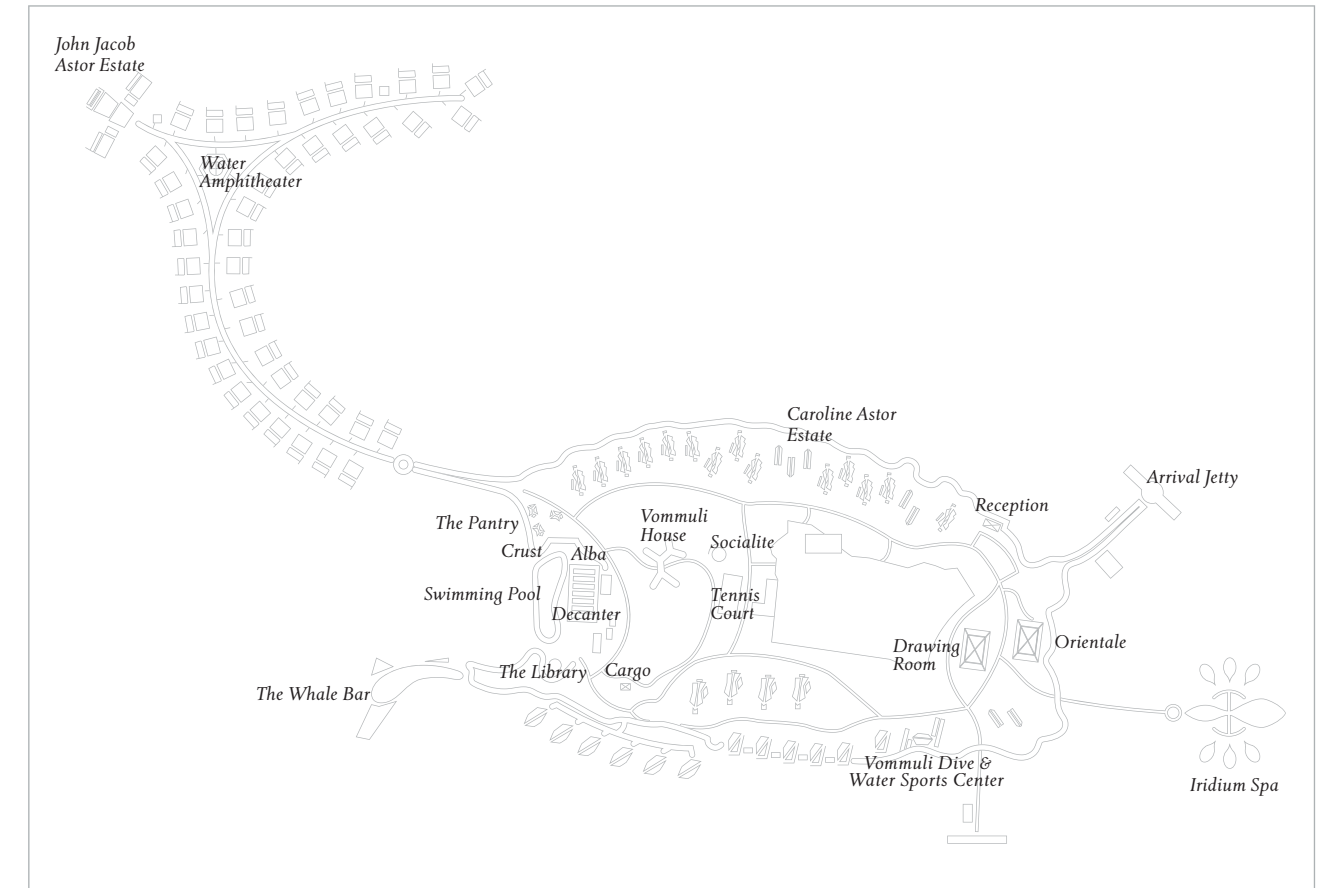 John Jacob
Astor Estate
Water
Amphitheater
Caroline Astor
Estate
Arrival Jetty
Reception
The Pantry
Vommuli
House
Socialite
Crust
Alba
Swimming Pool
Tennis
Court
Decanter
Drawing
Room
Orientale
The Library
Cargo
The Whale Bar
Vommuli Dive &
Water Sports Center
Iridium Spa